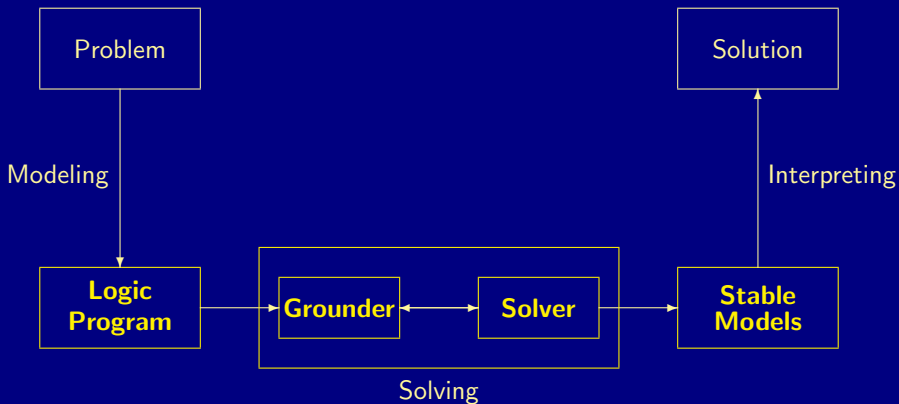 Problem
Solution
Modeling
Interpreting
Logic
Program
Grounder
Solver
Stable
Models
Solving